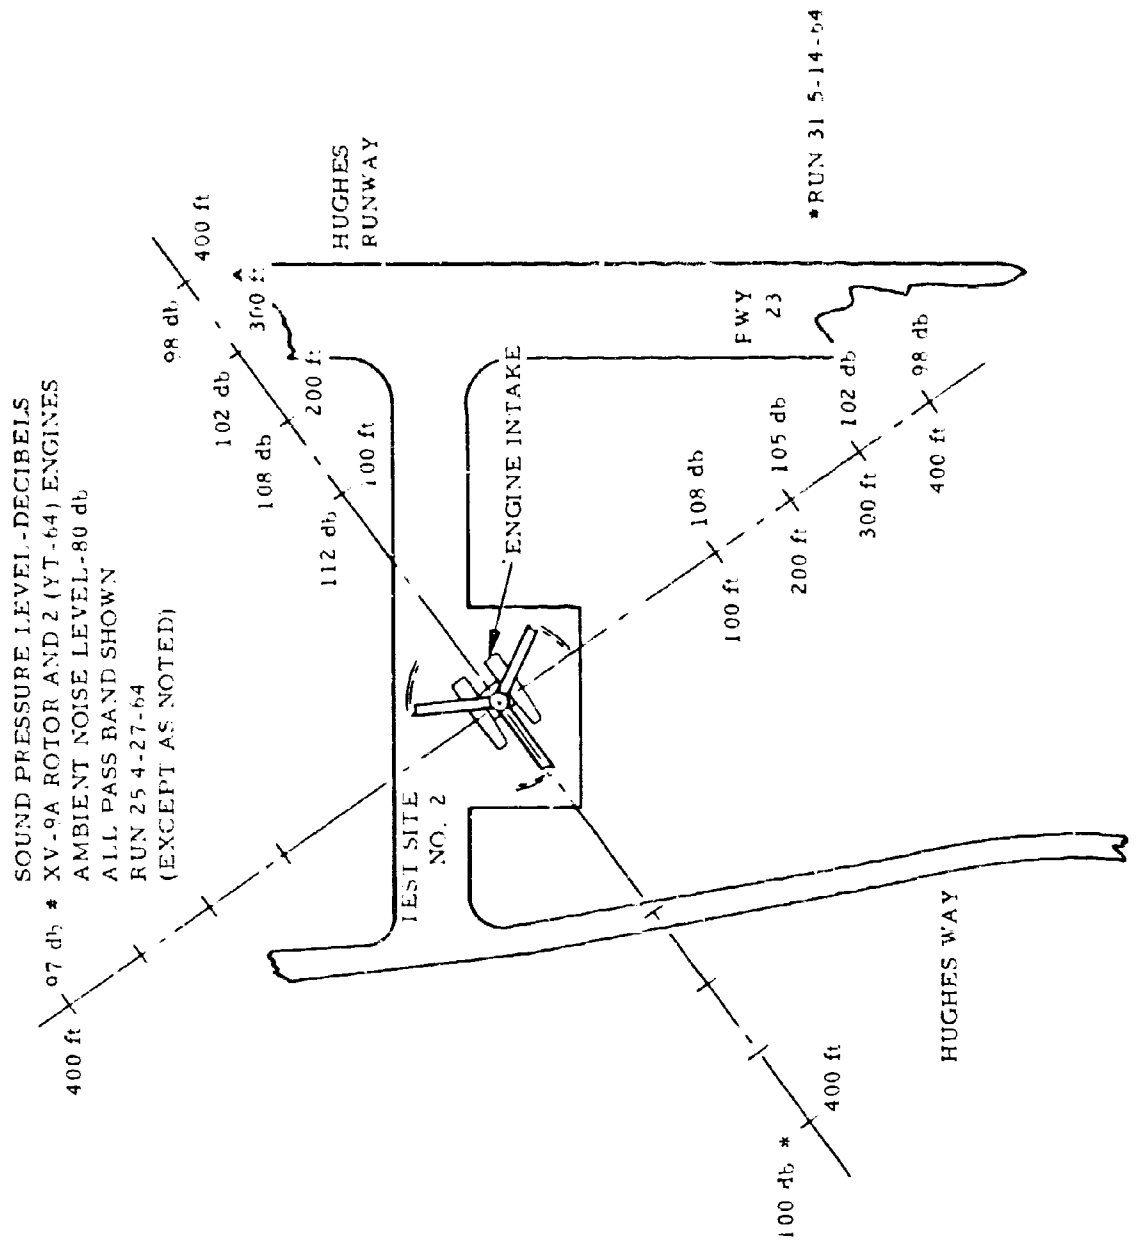 SOUND PRESSURE LEVEL-DECIBELS
XV-9A ROTOR AND 2 (YT-64) ENGINES
AMBIENT NOISE LEVEL-80 db
ALL PASS BAND SHOWN
RUN 25 4-27-64
(EXCEPT AS NOTED)
97 db *
400 ft
98 db
400 ft
102 db
300 ft
108 db
200 ft
112 db
100 ft
HUGHES
RUNWAY
TEST SITE
NO. 2
ENGINE INTAKE
FWY
23
108 db
100 ft
105 db
200 ft
102 db
300 ft
98 db
400 ft
*RUN 31 5-14-64
HUGHES WAY
100 db *
400 ft